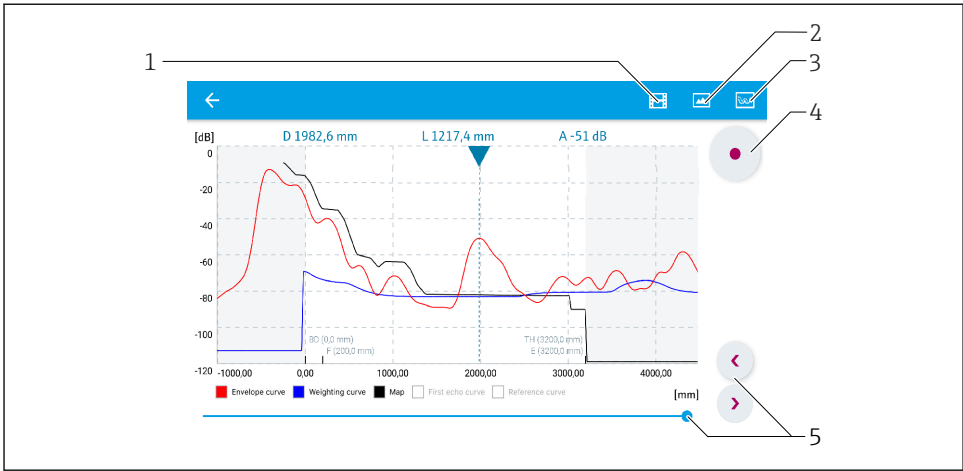 1
2
3
4
[dB]
D 1982,6 mm
L 1217,4 mm
A -51 dB
0
-20
-40
-60
-80
-100
-120
BD (0,0 mm)
F (200,0 mm)
TH (3200,0 mm)
E (3200,0 mm)
-1000,00
0,00
1000,00
2000,00
3000,00
4000,00
Envelope curve
Weighting curve
Map
First echo curve
Reference curve
[mm]
5